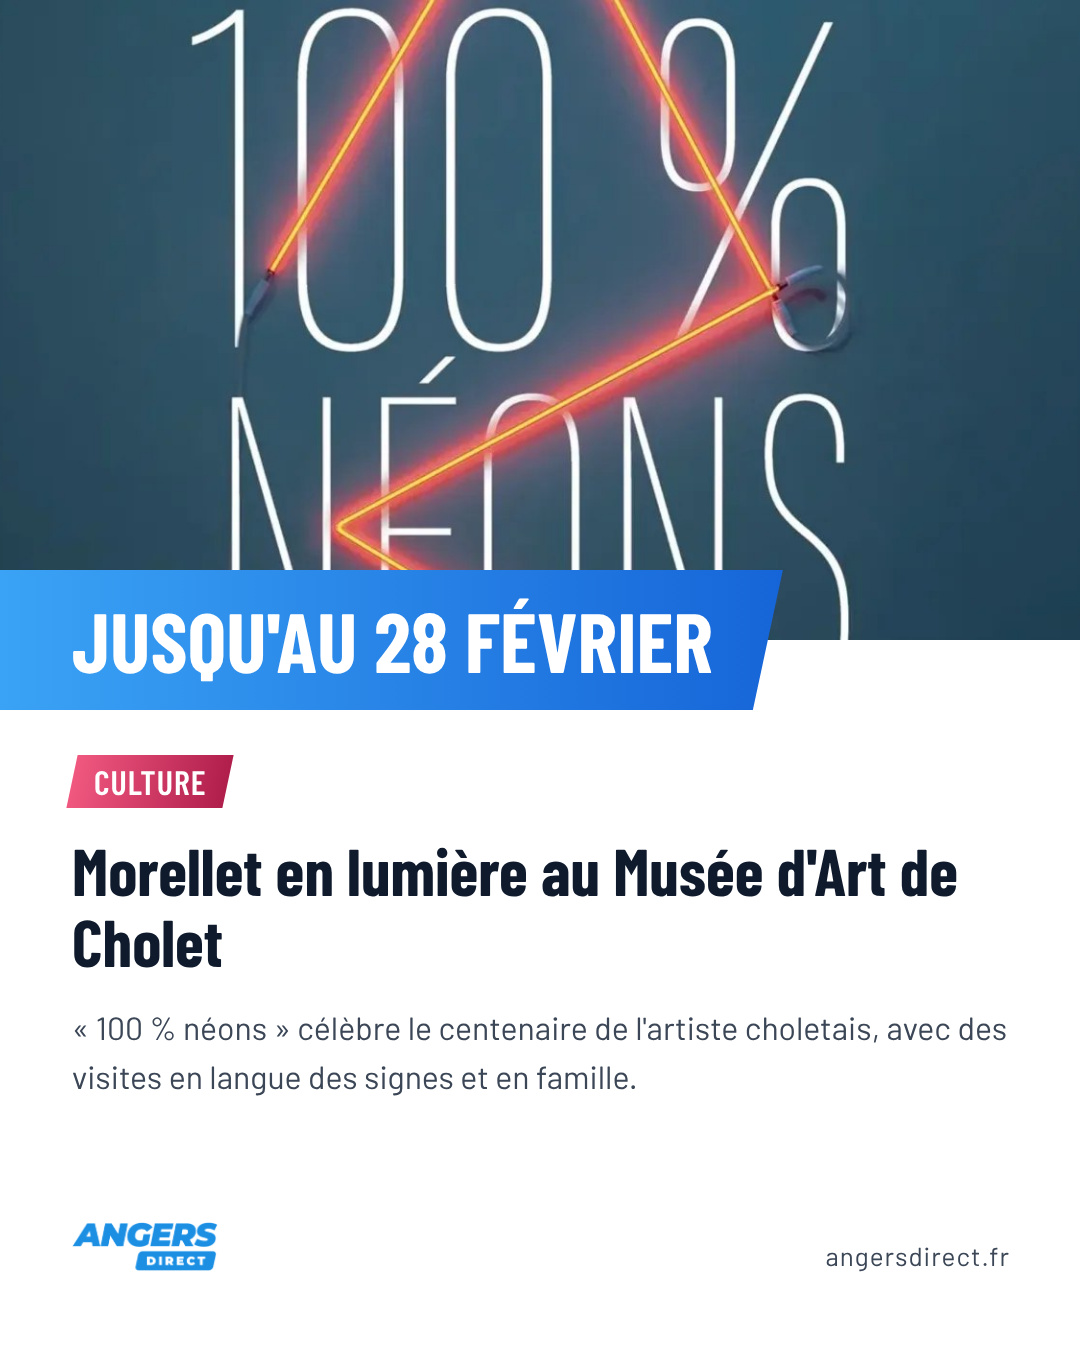 100 %
NÉONS
JUSQU'AU 28 FÉVRIER
CULTURE
Morellet en lumière au Musée d'Art de
Cholet
« 100 % néons » célèbre le centenaire de l'artiste choletais, avec des
visites en langue des signes et en famille.
ANGERS
DIRECT
angersdirect.fr